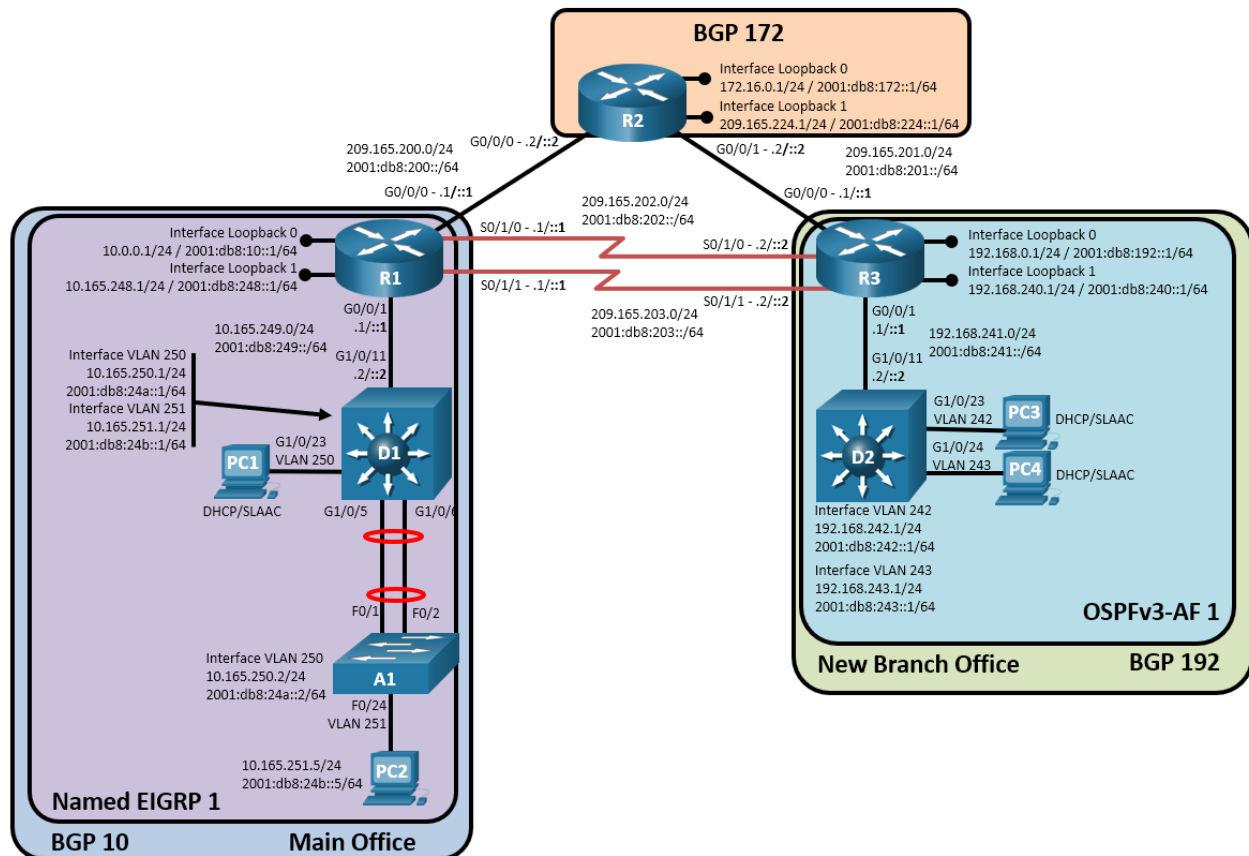 BGP 172
Interface Loopback 0
172.16.0.1/24 / 2001:db8:172::1/64
Interface Loopback 1
209.165.224.1/24 / 2001:db8:224::1/64
R2
G0/0/0 - .2/::2
G0/0/1 - .2/::2
209.165.200.0/24
2001:db8:200::/64
209.165.201.0/24
2001:db8:201::/64
G0/0/0 - .1/::1
G0/0/0 - .1/::1
209.165.202.0/24
2001:db8:202::/64
Interface Loopback 0
10.0.0.1/24 / 2001:db8:10::1/64
Interface Loopback 1
10.165.248.1/24 / 2001:db8:248::1/64
R1
S0/1/0 - .1/::1
S0/1/0 - .2/::2
S0/1/1 - .1/::1
S0/1/1 - .2/::2
209.165.203.0/24
2001:db8:203::/64
R3
Interface Loopback 0
192.168.0.1/24 / 2001:db8:192::1/64
Interface Loopback 1
192.168.240.1/24 / 2001:db8:240::1/64
G0/0/1
.1/::1
10.165.249.0/24
2001:db8:249::/64
G1/0/11
.2/::2
Interface VLAN 250
10.165.250.1/24
2001:db8:24a::1/64
Interface VLAN 251
10.165.251.1/24
2001:db8:24b::1/64
G1/0/23
VLAN 250
PC1
DHCP/SLAAC
D1
G1/0/5
G1/0/6
F0/1
F0/2
Interface VLAN 250
10.165.250.2/24
2001:db8:24a::2/64
A1
F0/24
VLAN 251
10.165.251.5/24
2001:db8:24b::5/64
PC2
Named EIGRP 1
BGP 10
Main Office
G0/0/1
.1/::1
192.168.241.0/24
2001:db8:241::/64
G1/0/11
.2/::2
D2
G1/0/23
VLAN 242
PC3
DHCP/SLAAC
G1/0/24
VLAN 243
PC4
DHCP/SLAAC
Interface VLAN 242
192.168.242.1/24
2001:db8:242::1/64
Interface VLAN 243
192.168.243.1/24
2001:db8:243::1/64
OSPFv3-AF 1
New Branch Office
BGP 192